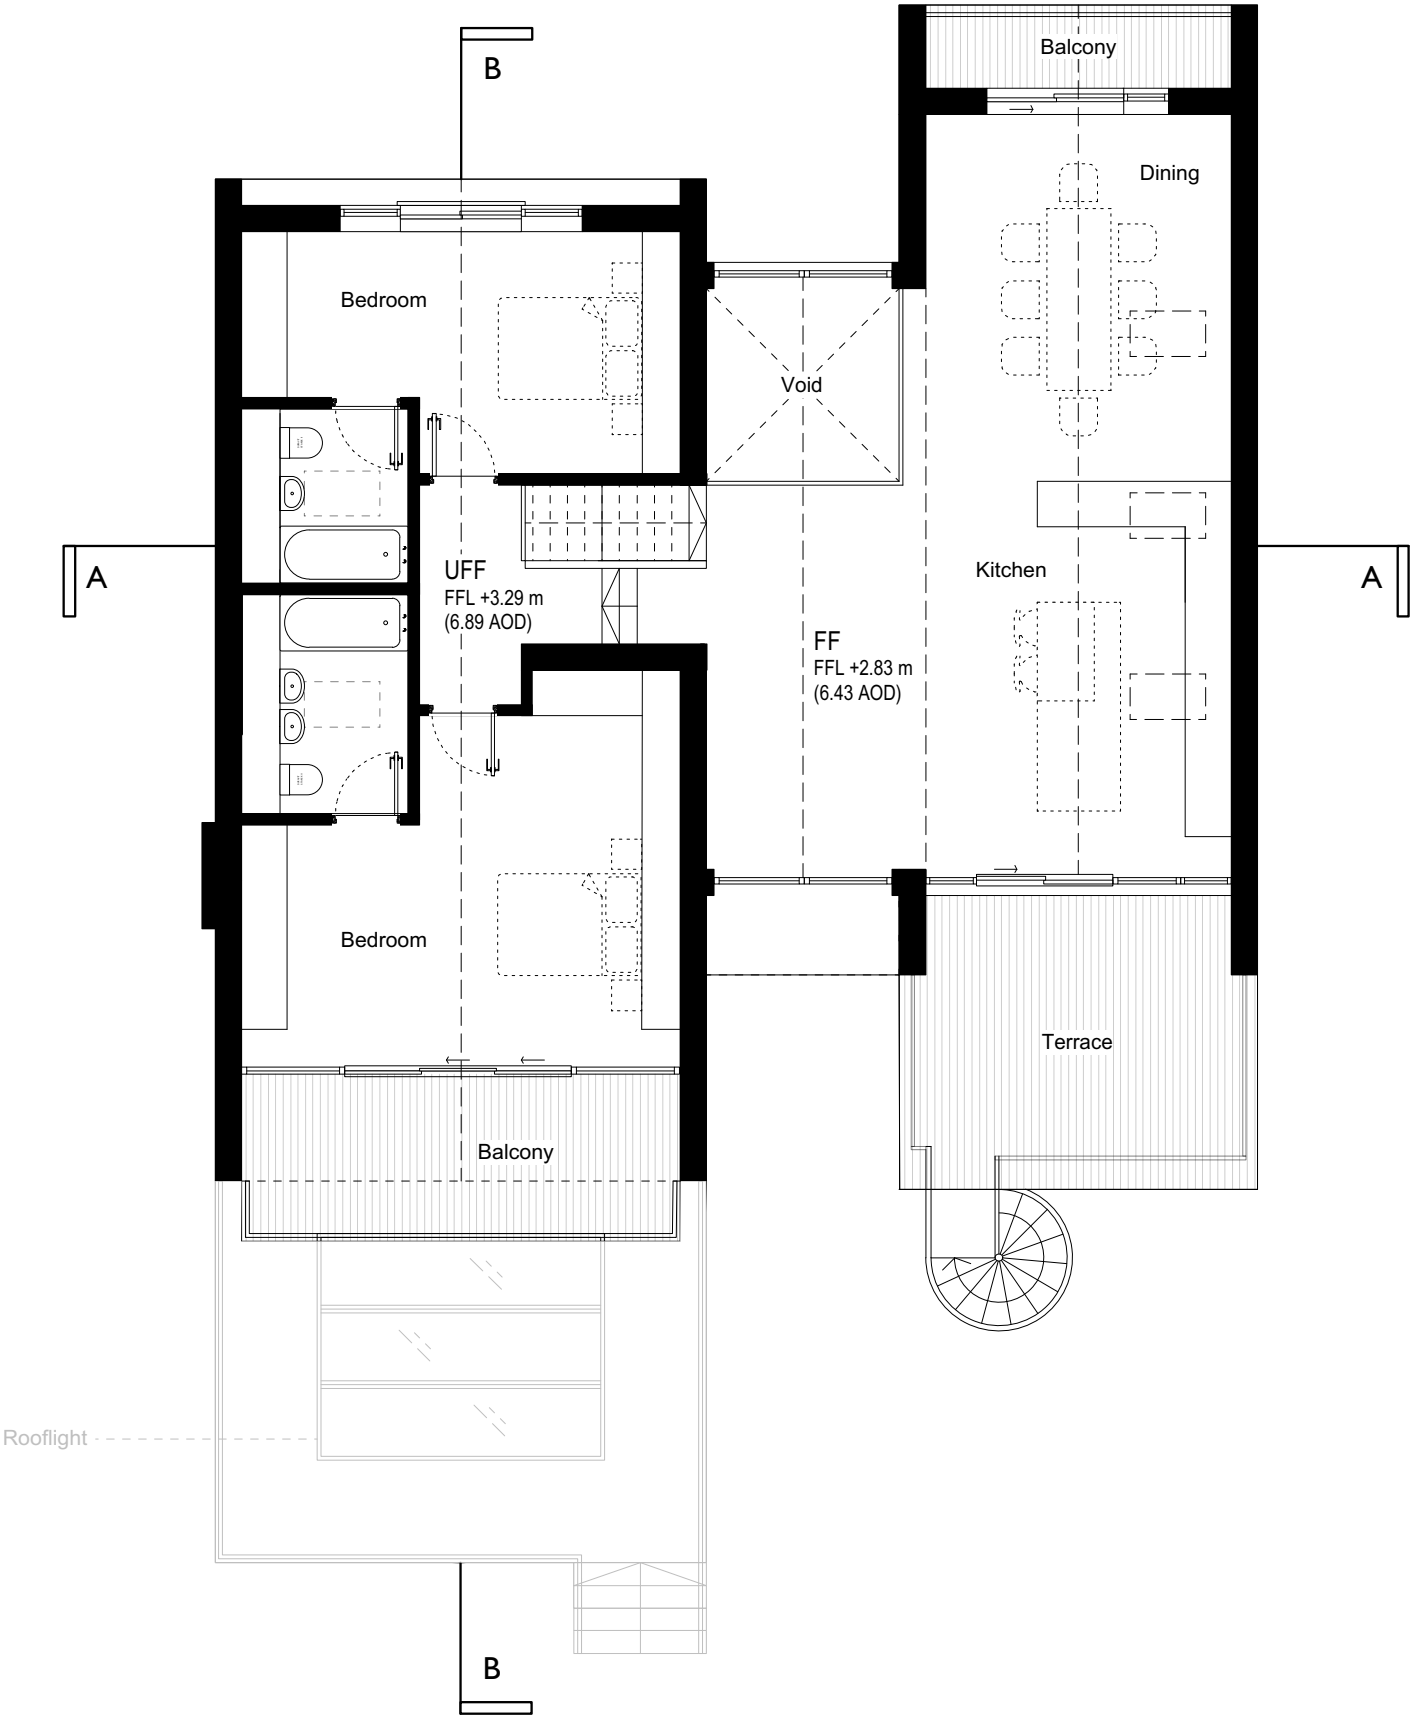 B
Balcony
Dining
Bedroom
Void
A
UFF
FFL +3.29 m
(6.89 AOD)
Kitchen
A
FF
FFL +2.83 m
(6.43 AOD)
Bedroom
Terrace
Balcony
Rooflight
B